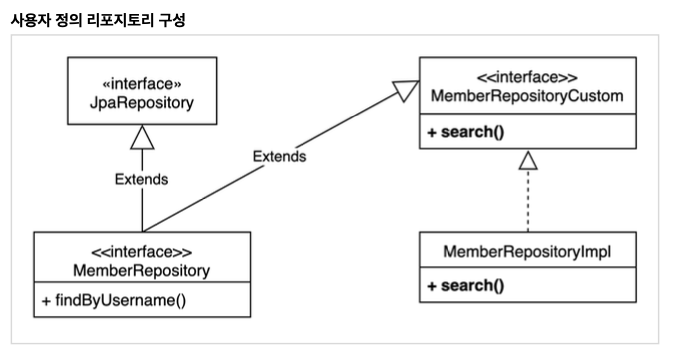 사용자 정의 리포지토리 구성
«interface»
JpaRepository
<<interface>>
MemberRepositoryCustom
+ search()
Extends
Extends
<<interface>>
MemberRepository
+ findByUsername()
MemberRepositoryImpl
+ search()